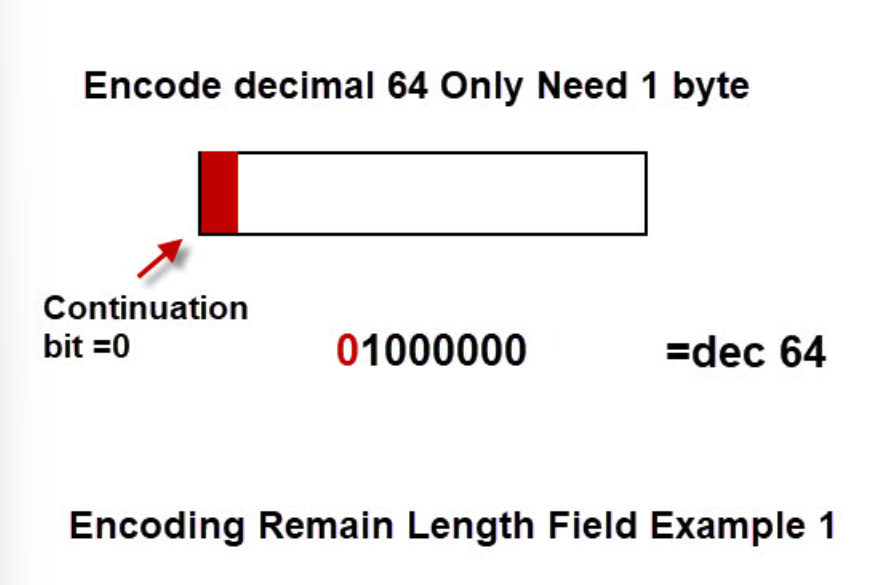 Encode decimal 64 Only Need 1 byte
Continuation
bit =0
01000000
=dec 64
Encoding Remain Length Field Example 1